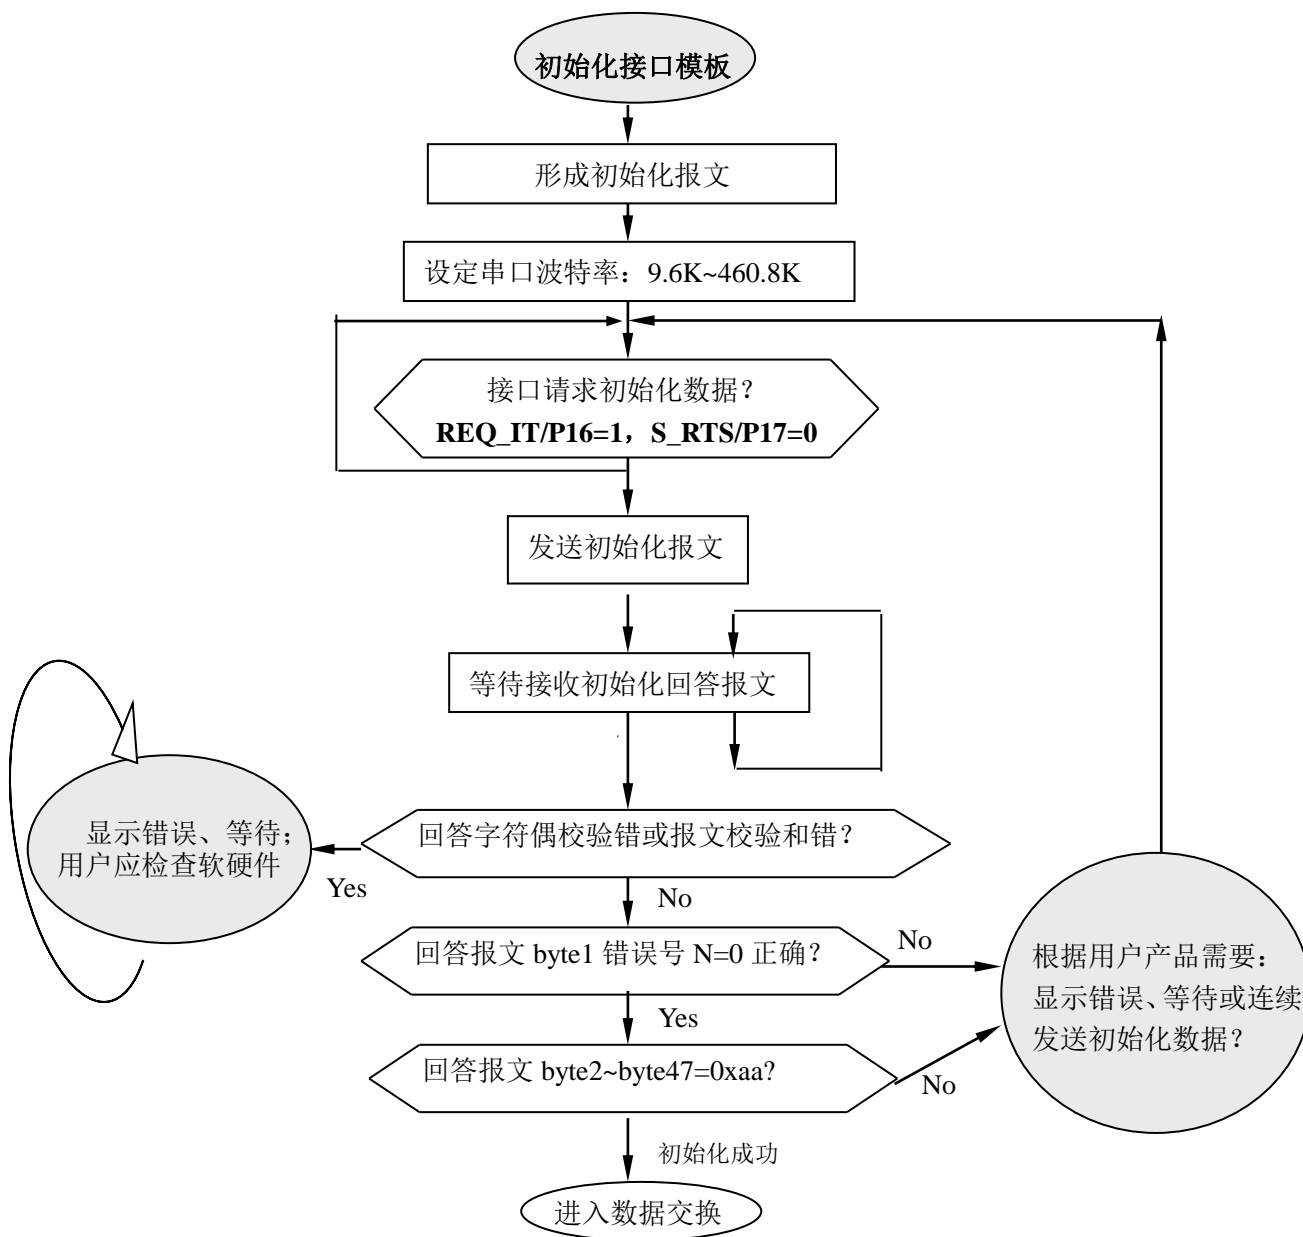 初始化接口模板
形成初始化报文
设定串口波特率：9.6K~460.8K
接口请求初始化数据？
REQ_IT/P16=1，S_RTS/P17=0
发送初始化报文
等待接收初始化回答报文
显示错误、等待；
用户应检查软硬件
回答字符偶校验错或报文校验和错？
Yes
No
回答报文 byte1 错误号 N=0 正确？
No
Yes
根据用户产品需要：
显示错误、等待或连续
发送初始化数据？
回答报文 byte2~byte47=0xaa?
No
初始化成功
进入数据交换